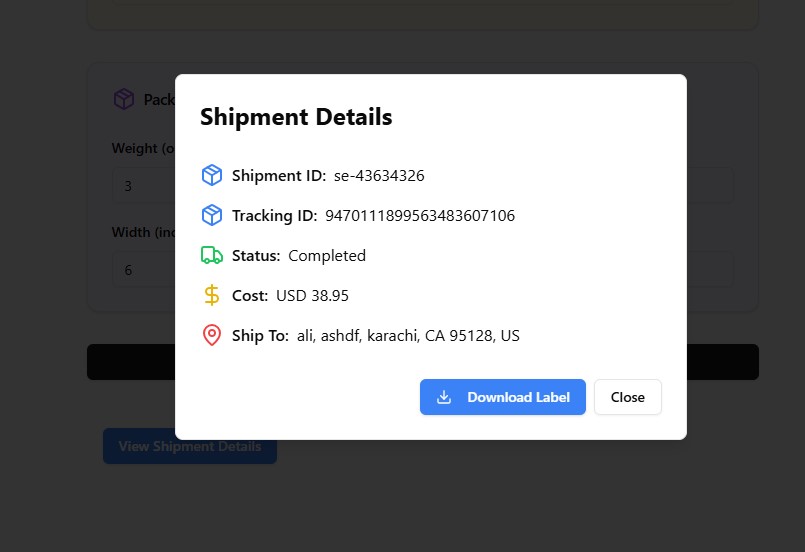 Pack
Shipment Details
Weight (o
Shipment ID: se-43634326
3
Tracking ID: 9470111899563483607106
Width (inc
Status: Completed
6
Cost: USD 38.95
Ship To: ali, ashdf, karachi, CA 95128, US
Download Label
Close
View Shipment Details